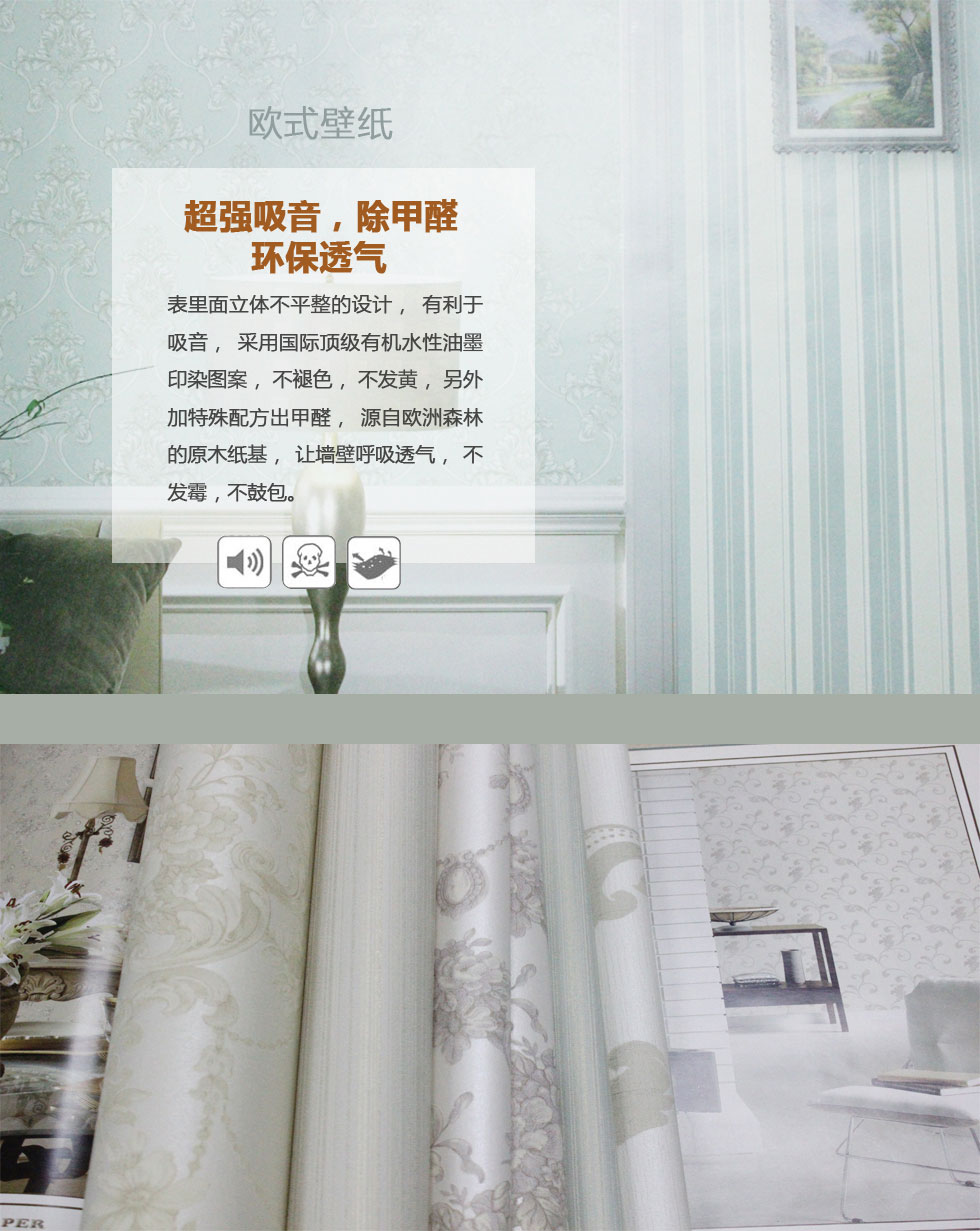 欧式壁纸
超强吸音，除甲醛
环保透气
表里面立体不平整的设计， 有利于
吸音， 采用国际顶级有机水性油墨
印染图案，不褪色，不发黄，另外
加特殊配方出甲醛， 源自欧洲森林
的原木纸基， 让墙壁呼吸透气， 不
发霉，不鼓包。
PER